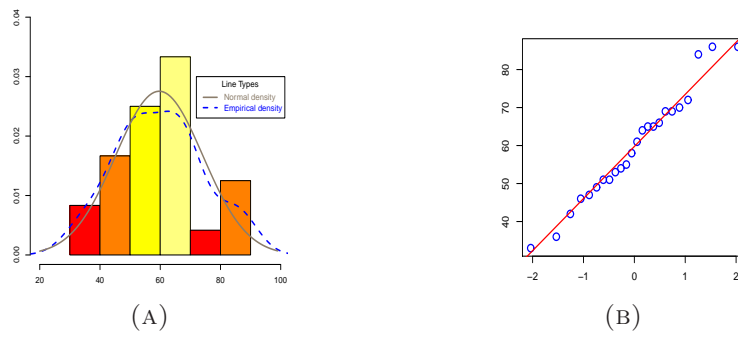 0.04
0.03
0.02
0.01
0.00
20 40 60 80 100
Line Types
Normal density
Empirical density
(A)
80
70
60
50
40
−2 −1 0 1 2
(B)